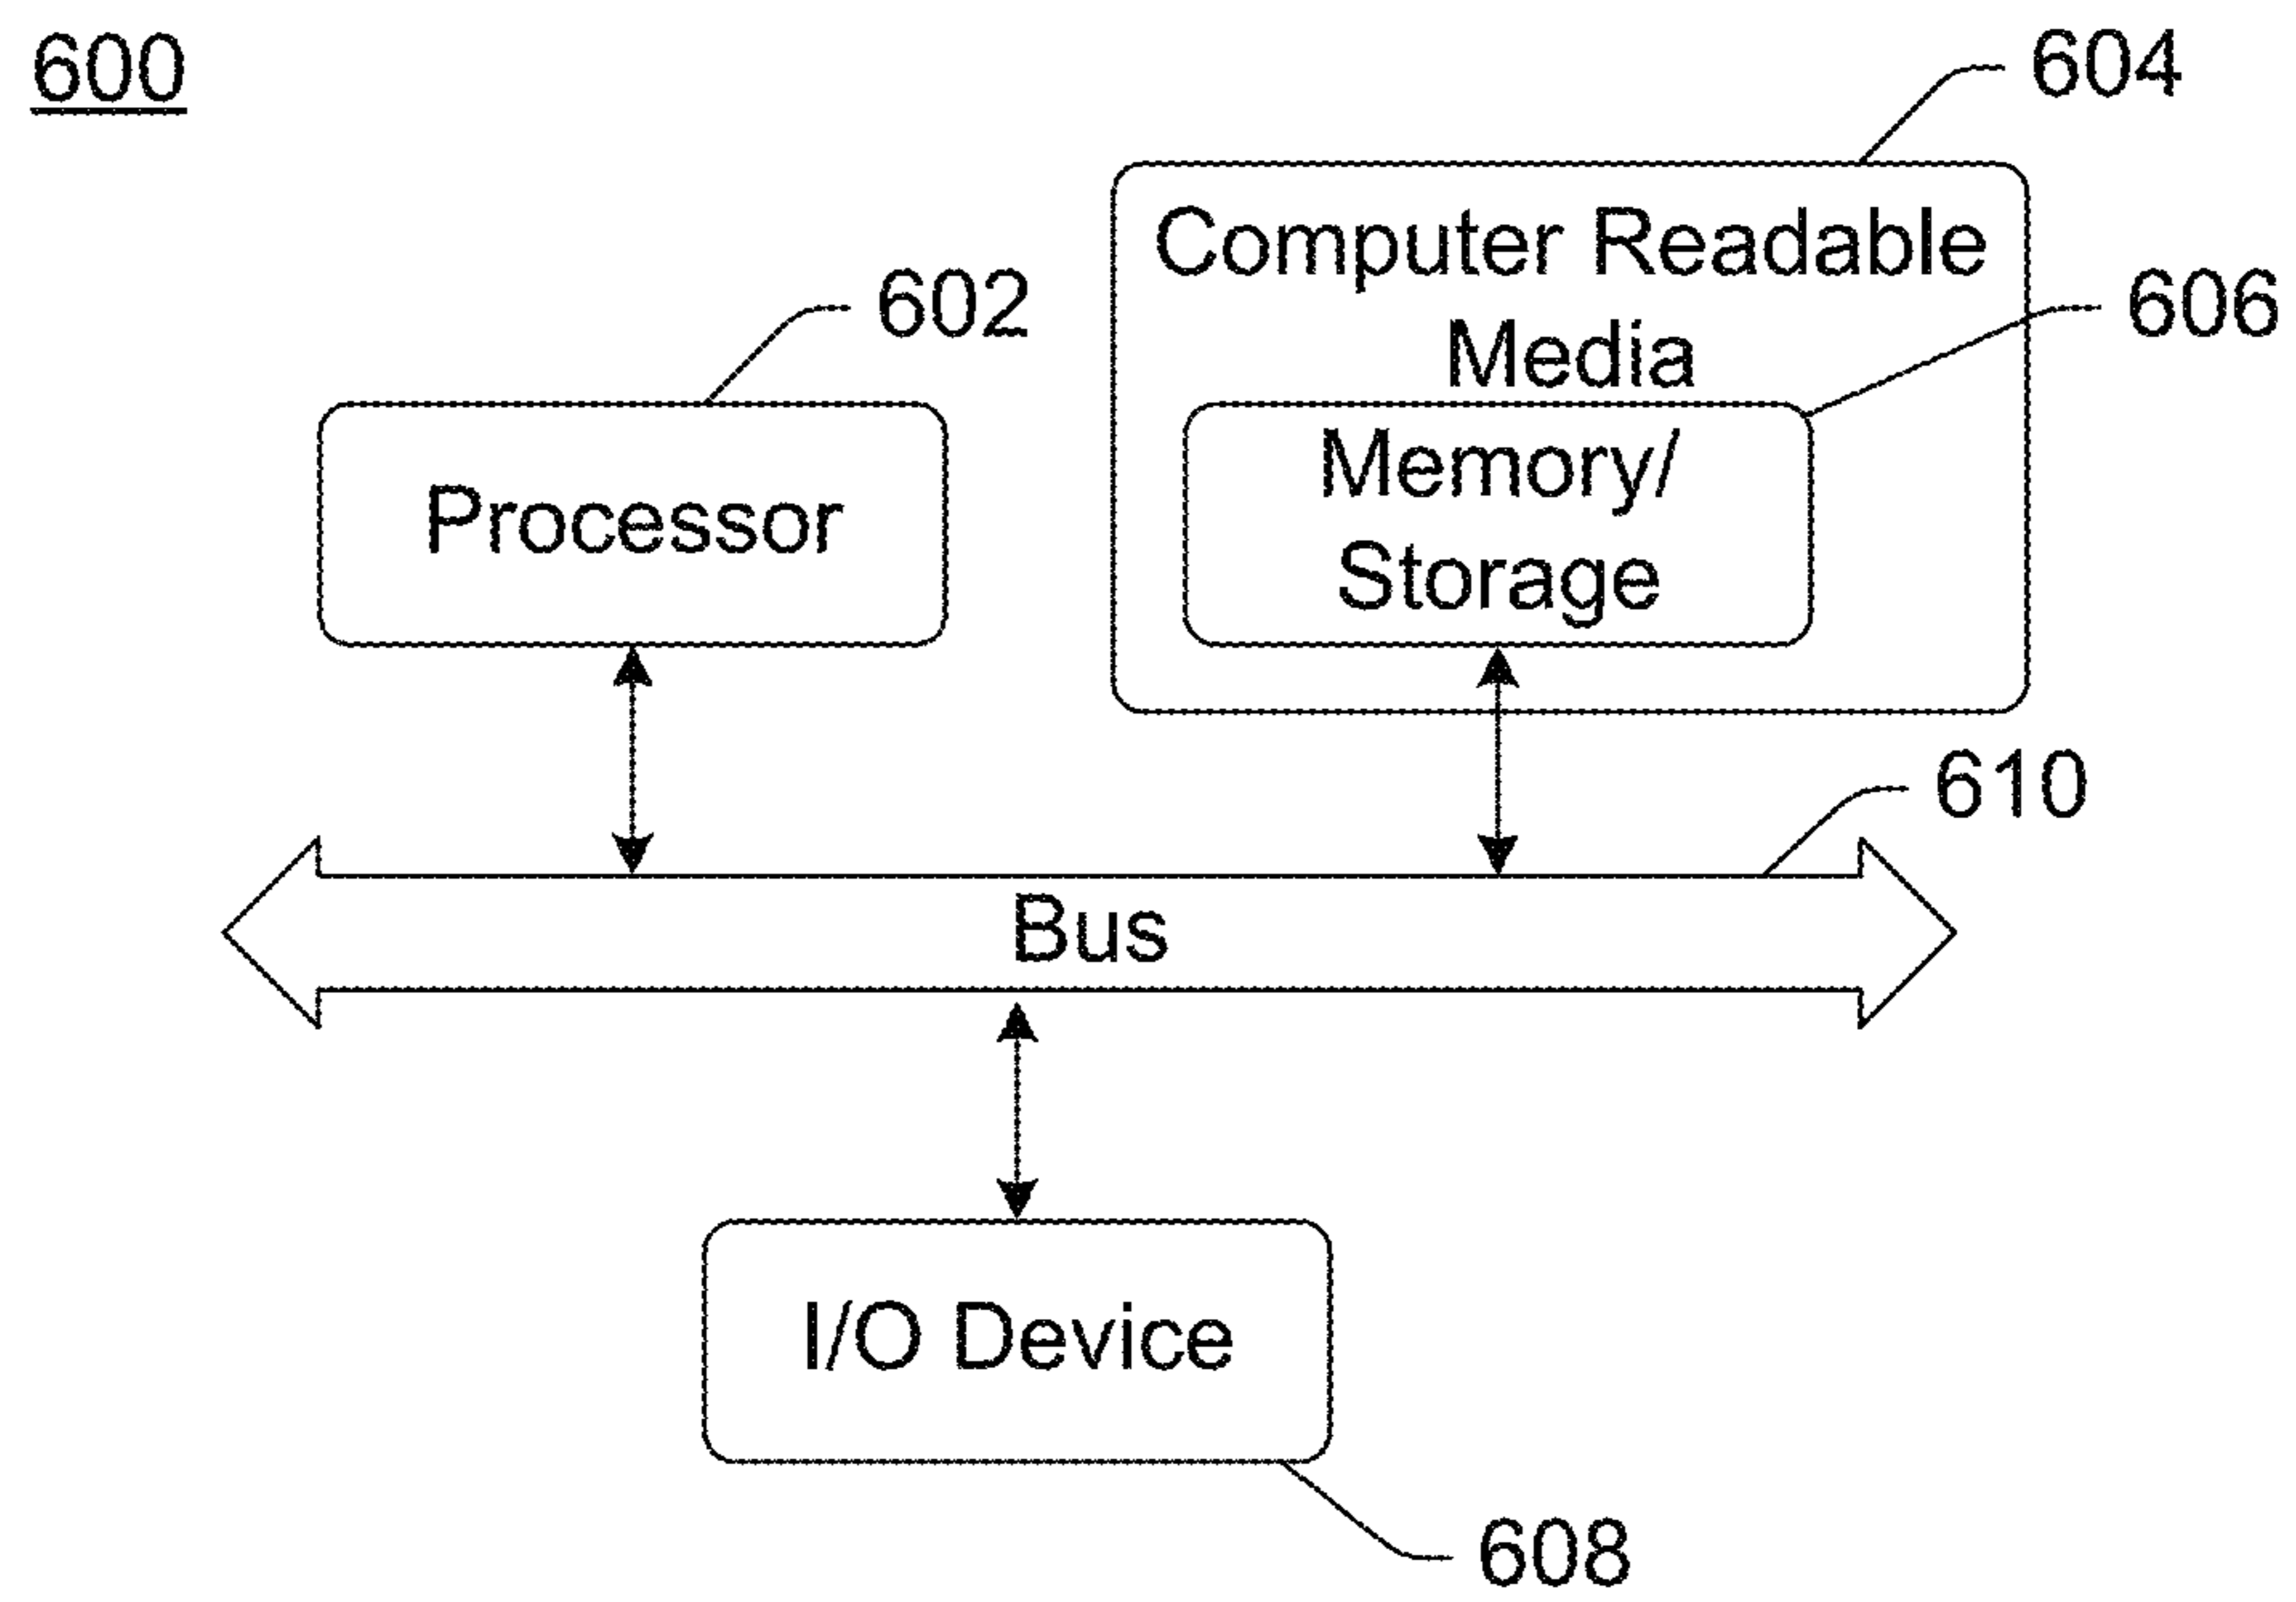 600
604
Computer Readable
Media
606
602
Processor
Memory/
Storage
610
Bus
I/O Device
608